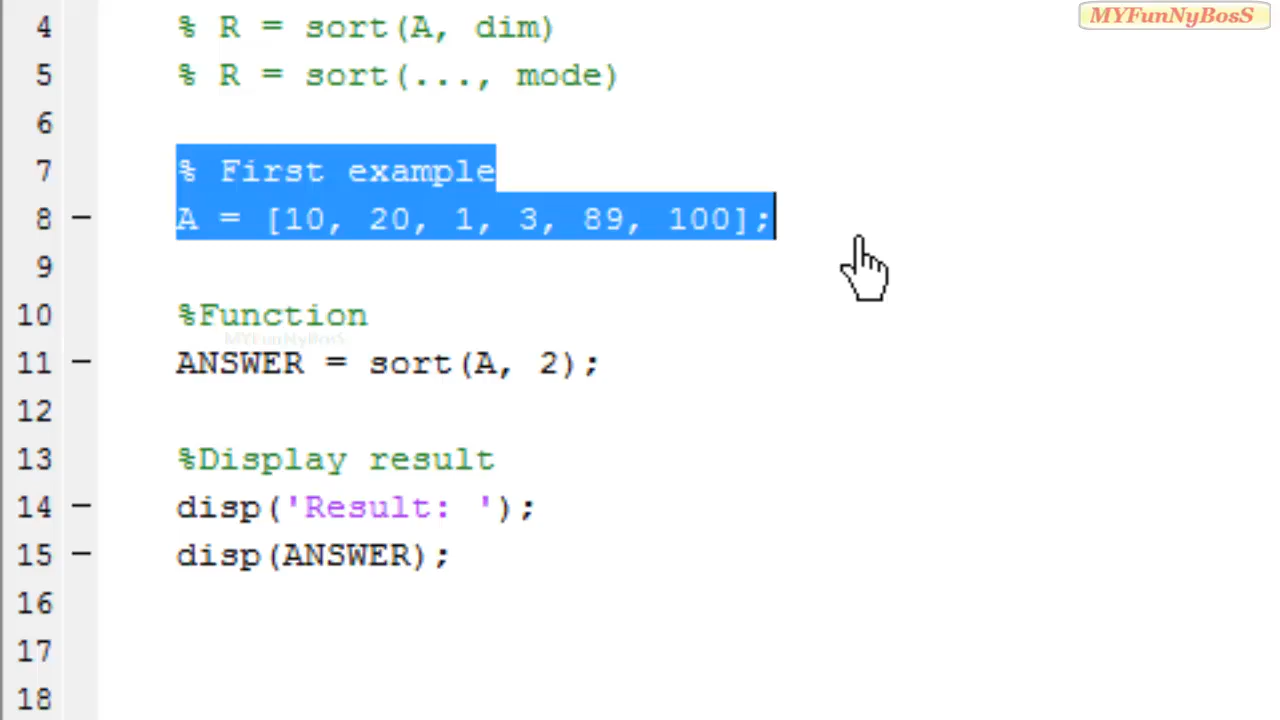 MYFunNyBosS
4 % R = sort(A, dim)
5 % R = sort(..., mode)
6
7 % First example
8 – A = [10, 20, 1, 3, 89, 100];
9
10 %Function
MYFunNyBosS
11 – ANSWER = sort(A, 2);
12
13 %Display result
14 – disp('Result: ');
15 – disp(ANSWER);
16
17
18